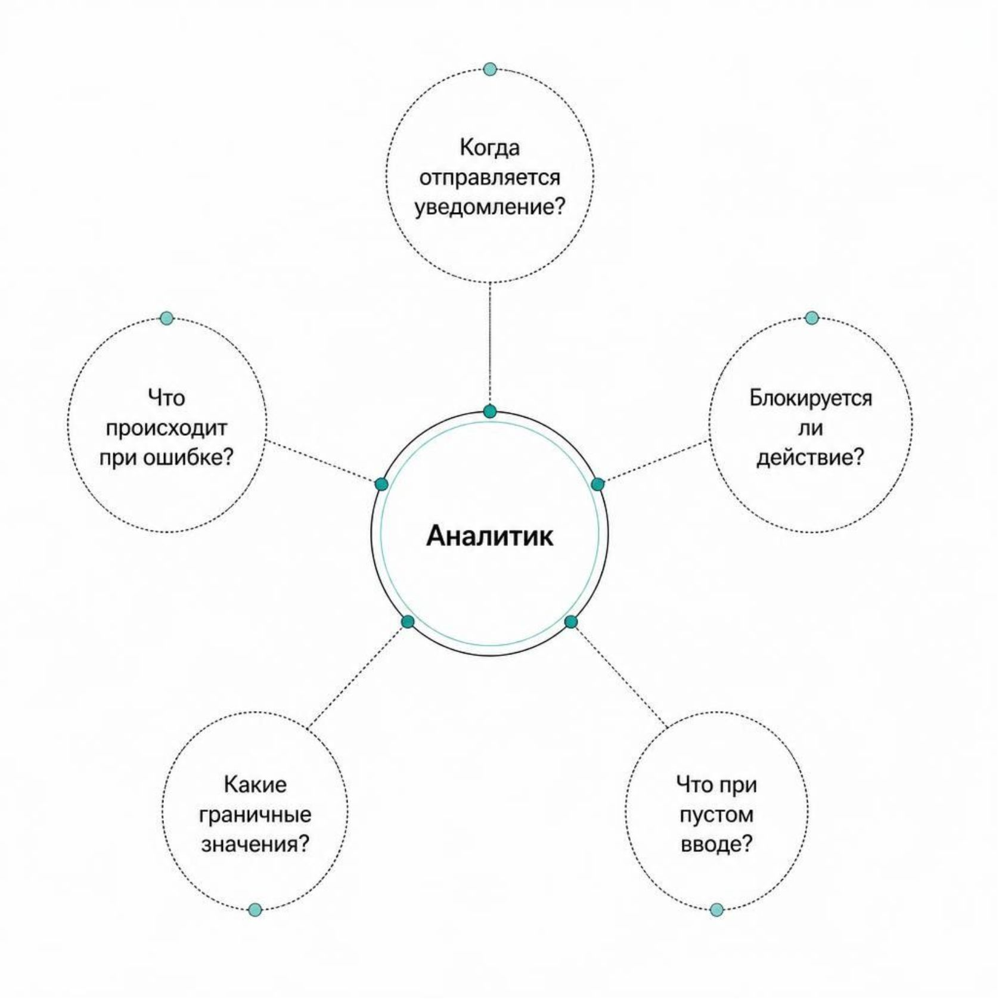 Когда
отправляется
уведомление?
Что
происходит
при ошибке?
Блокируется
ли
действие?
Аналитик
Какие
граничные
значения?
Что при
пустом
вводе?